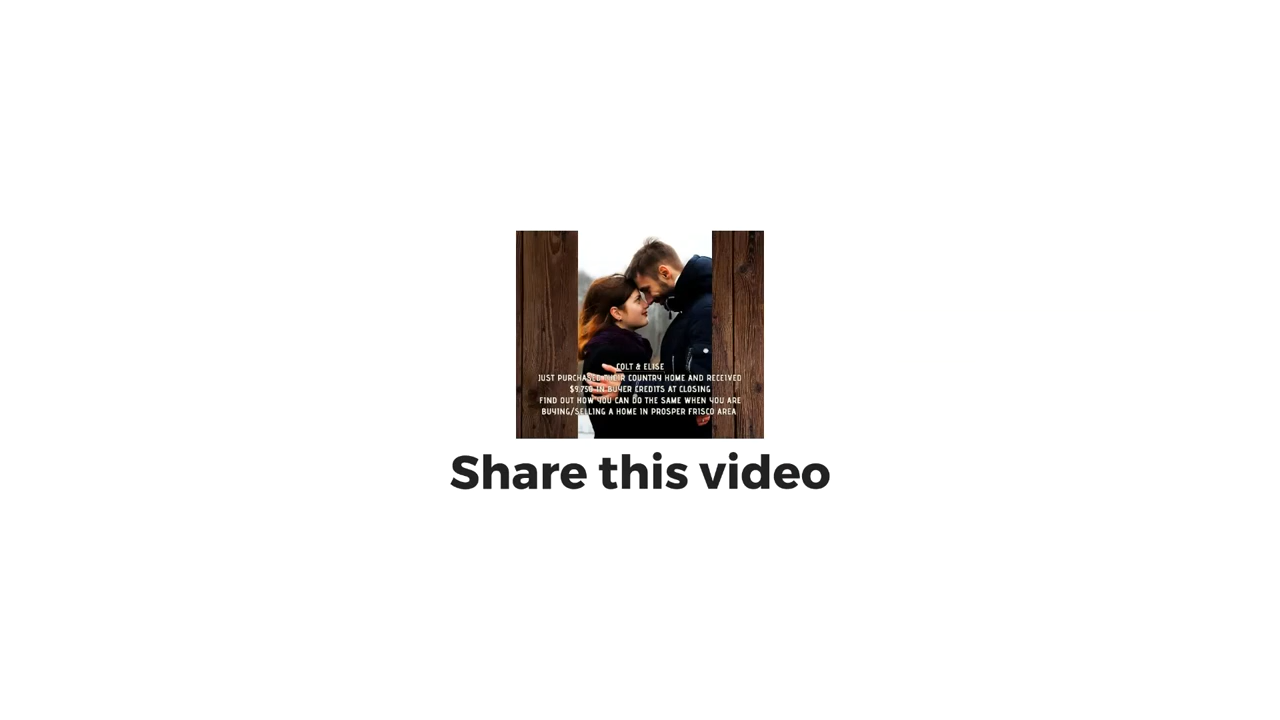 COLT & ELISE
JUST PURCHASED THEIR COUNTRY HOME AND RECEIVED
$9,750 IN BUYER CREDITS AT CLOSING
FIND OUT HOW YOU CAN DO THE SAME WHEN YOU ARE
BUYING/SELLING A HOME IN PROSPER FRISCO AREA
Share this video